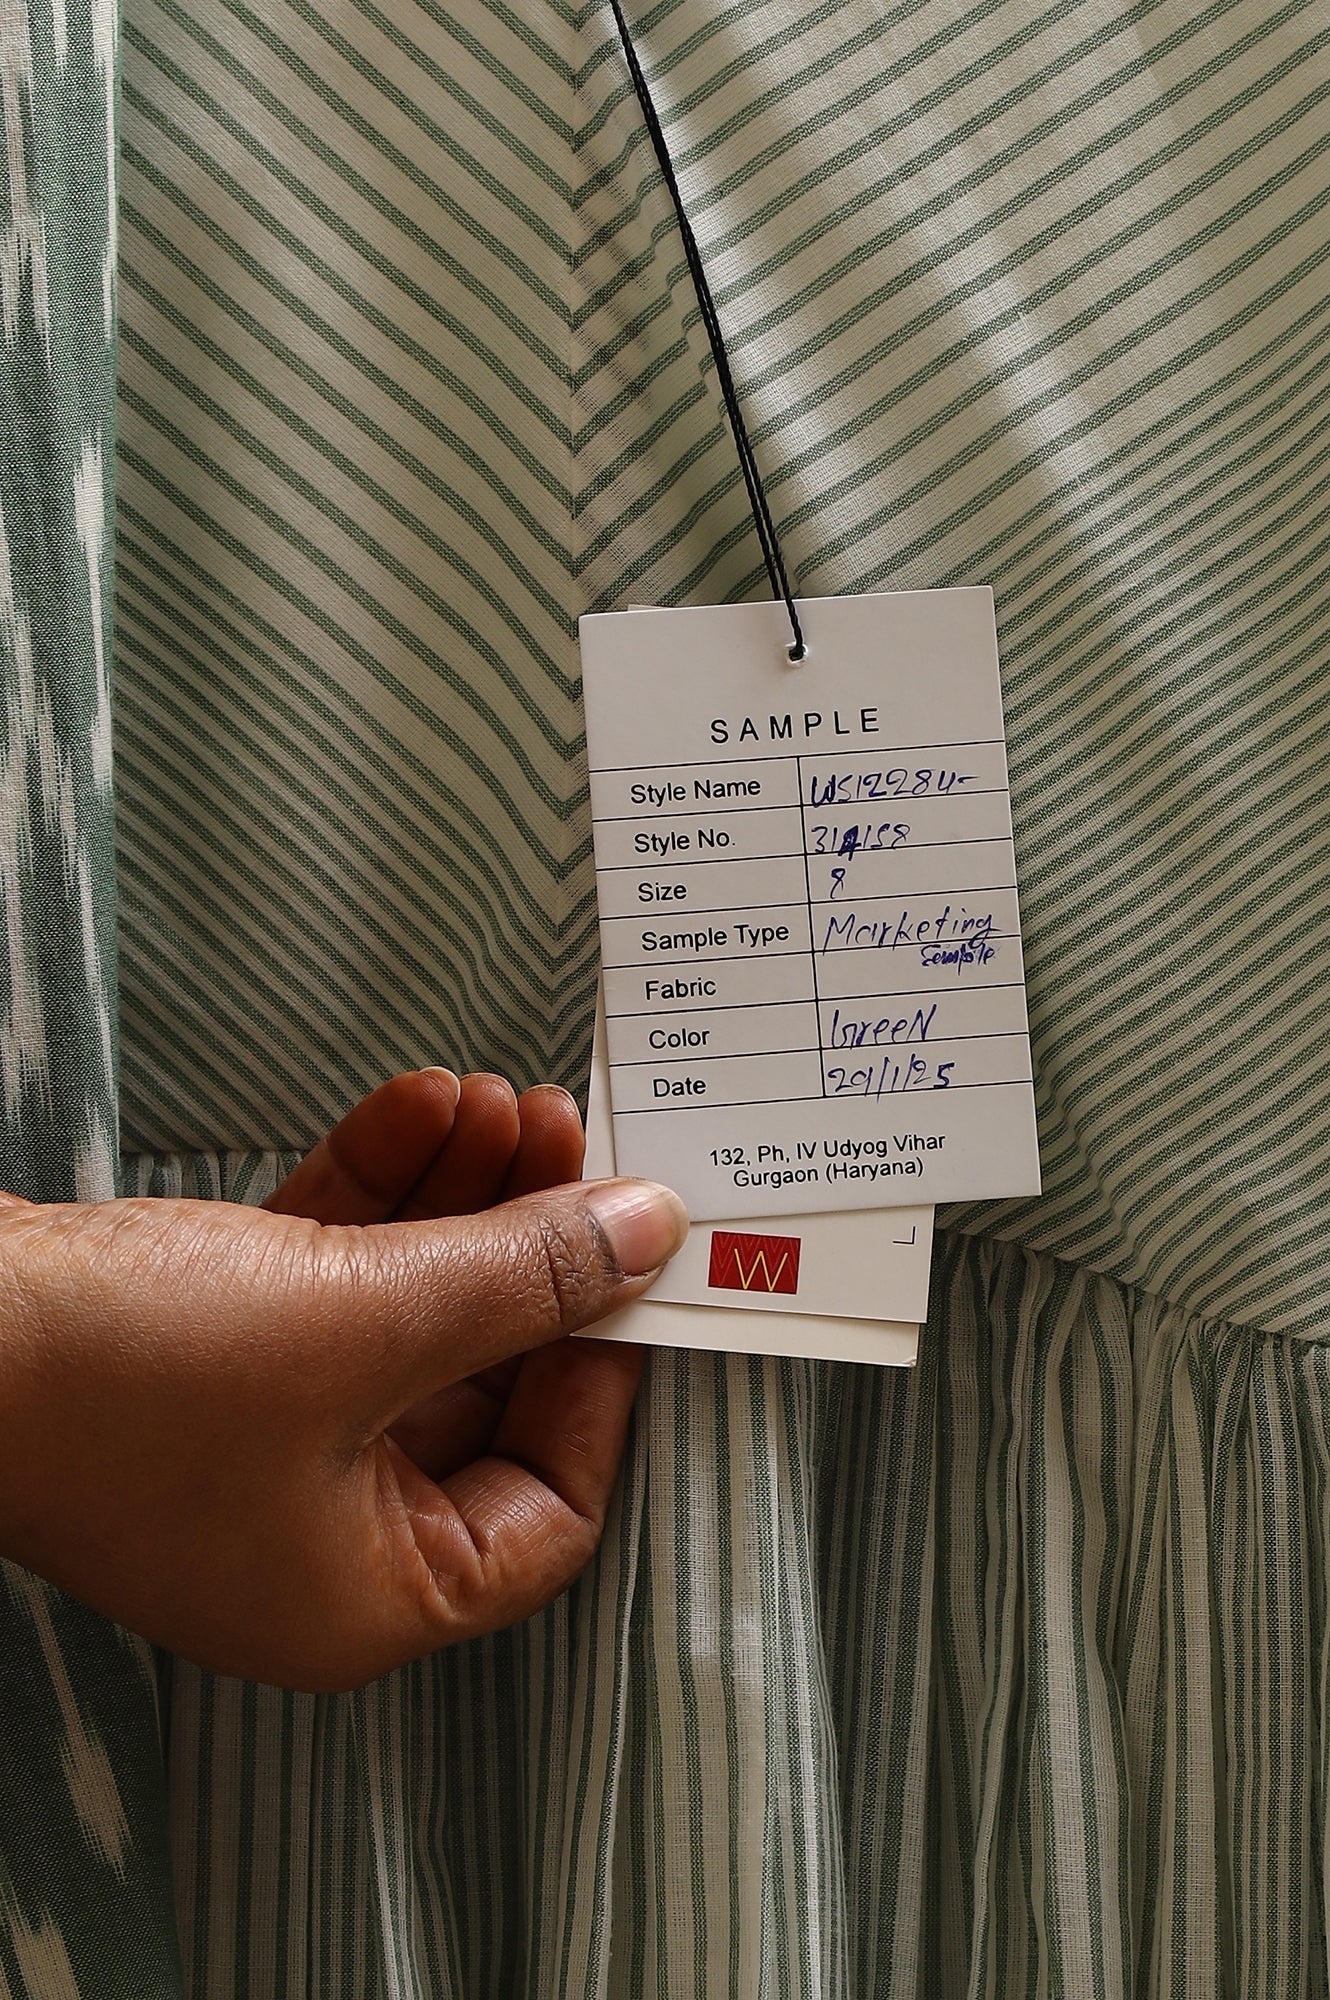 SAMPLE
Style Name WS12284-
Style No. 314158
Size 8
Sample Type Marketing
Sample
Fabric
Color GreeN
Date 29/1/25
132, Ph, IV Udyog Vihar
Gurgaon (Haryana)
W